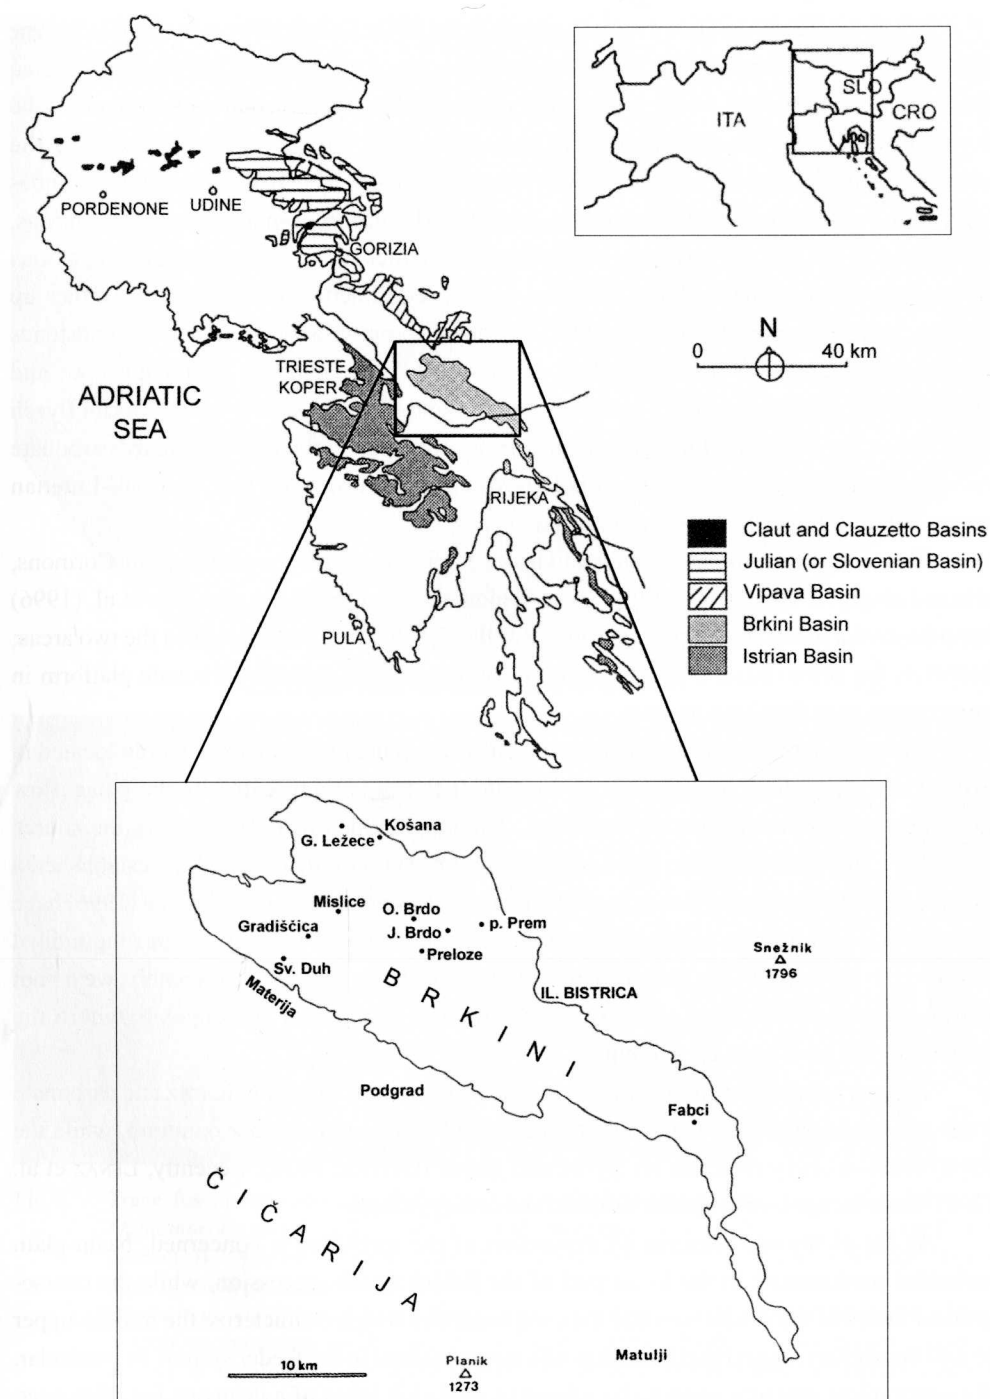 ITA
SLO
CRO
PORDENONE
UDINE
GORIZIA
N
0 40 km
TRIESTE
KOPER
ADRIATIC
SEA
RIJEKA
PULA
Claut and Clauzetto Basins
Julian (or Slovenian Basin)
Vipava Basin
Brkini Basin
Istrian Basin
Košana
G. Ležece
Mislice
O. Brdo
p. Prem
Gradiščica
J. Brdo
Preloze
Sv. Duh
Snežnik
1796
Materija
BRKINI
IL. BISTRICA
Podgrad
Fabci
ČIČARIJA
Matulji
10 km
Planik
1273